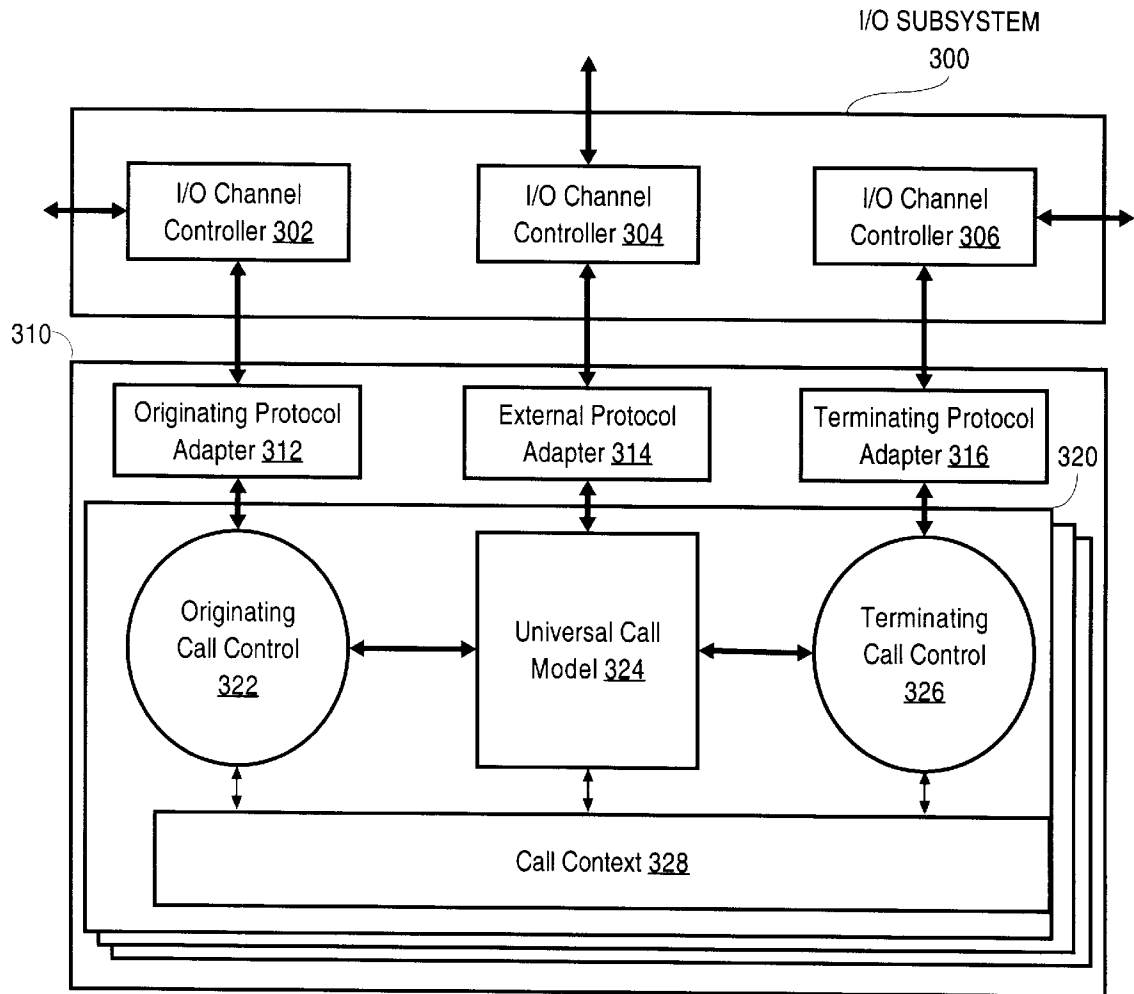 I/O SUBSYSTEM
300
I/O Channel
Controller 302
I/O Channel
Controller 304
I/O Channel
Controller 306
310
Originating Protocol
Adapter 312
External Protocol
Adapter 314
Terminating Protocol
Adapter 316
320
Originating
Call Control
322
Universal Call
Model 324
Terminating
Call Control
326
Call Context 328